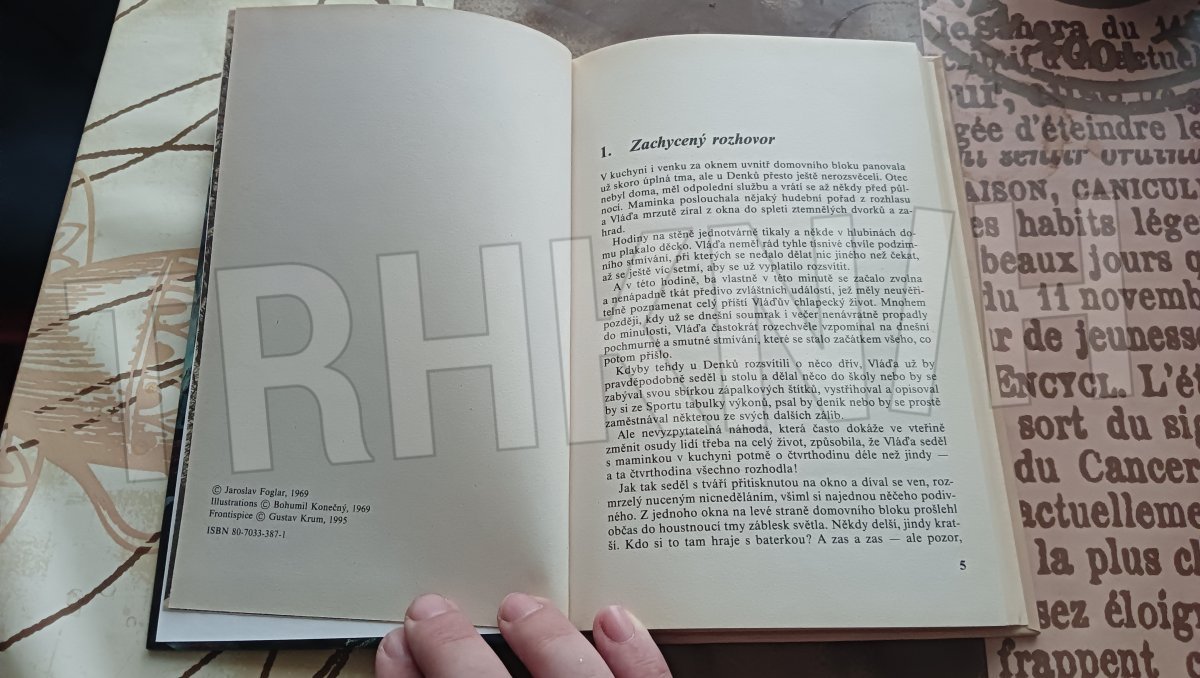 © Jaroslav Foglar, 1969
Illustrations © Bohumil Konečný, 1969
Frontispice © Gustav Krum, 1995
ISBN 80-7033-387-1
1. Zachycený rozhovor
V kuchyni i venku za oknem uvnitř domovního bloku panovala
už skoro úplná tma, ale u Denků přesto ještě nerozsvěceli. Otec
nebyl doma, měl odpolední službu a vrátí se až někdy před půl-
nocí. Maminka poslouchala nějaký hudební pořad z rozhlasu
a Vláďa mrzutě zíral z okna do spleti ztemnělých dvorků a za-
hrad.
Hodiny na stěně jednotvárně tikaly a někde v hlubinách do-
mu plakalo děcko. Vláďa neměl rád tyhle tísnivé chvíle podzim-
ního stmívání, při kterých se nedalo dělat nic jiného než čekat,
až se ještě víc setmí, aby se už vyplatilo rozsvítit.
A v této hodině, ba vlastně v této minutě se začalo zvolna
a nenápadně tkát předivo zvláštních událostí, jež měly neuvěři-
telně poznamenat celý příští Vláďův chlapecký život. Mnohem
později, kdy už se dnešní soumrak i večer nenávratně propadly
do minulosti, Vláďa častokrát rozechvěle vzpomínal na dnešní
pochmurné a smutné stmívání, které se stalo začátkem všeho, co
potom přišlo.
Kdyby tehdy u Denků rozsvítili o něco dřív, Vláďa už by
pravděpodobně seděl u stolu a dělal něco do školy nebo by se
zabýval svou sbírkou zápalkových štítků, vystřihoval a opisoval
by si ze Sportu tabulky výkonů, psal by deník nebo by se prostě
zaměstnával některou ze svých dalších zálib.
Ale nevyzpytatelná náhoda, která často dokáže ve vteřině
změnit osudy lidí třeba na celý život, způsobila, že Vláďa seděl
s maminkou v kuchyni potmě o čtvrthodinu déle než jindy —
a ta čtvrthodina všechno rozhodla!
Jak tak seděl s tváří přitisknutou na okno a díval se ven, roz-
mrzelý nuceným nicneděláním, všiml si najednou něčeho podiv-
ného. Z jednoho okna na levé straně domovního bloku prošlehl
občas do houstnoucí tmy záblesk světla. Někdy delší, jindy krat-
ší. Kdo si to tam hraje s baterkou? A zas a zas — ale pozor,
5
du
gée d'éteindre le
AISON, CANICUL
es habits lége
beaux jours
du 11 novemb
r de jeunesse
ENCYCL. L'é
sort du si
du Cancer
actuelleme
la plus c
sez éloig
frappent